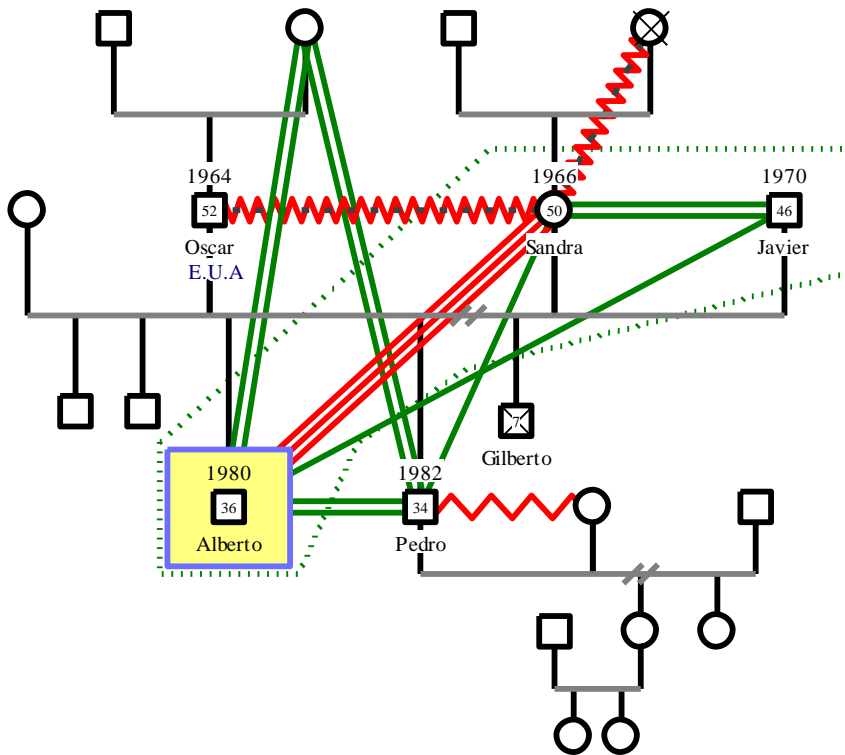 1964
1966
1970
52
50
46
Oscar
Sandra
Javier
E.U.A
7
Gilberto
1980
1982
36
34
Alberto
Pedro